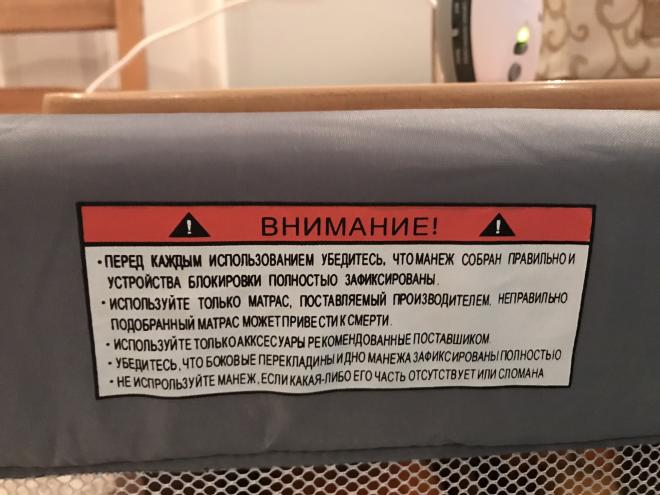 ВНИМАНИЕ!
• ПЕРЕД КАЖДЫМ ИСПОЛЬЗОВАНИЕМ УБЕДИТЕСЬ, ЧТО МАНЕЖ СОБРАН ПРАВИЛЬНО И
УСТРОЙСТВА БЛОКИРОВКИ ПОЛНОСТЬЮ ЗАФИКСИРОВАНЫ.
• ИСПОЛЬЗУЙТЕ ТОЛЬКО МАТРАС, ПОСТАВЛЯЕМЫЙ ПРОИЗВОДИТЕЛЕМ. НЕПРАВИЛЬНО
ПОДОБРАННЫЙ МАТРАС МОЖЕТ ПРИВЕСТИ К СМЕРТИ.
• ИСПОЛЬЗУЙТЕ ТОЛЬКО АККСЕСУАРЫ РЕКОМЕНДОВАННЫЕ ПОСТАВШИКОМ
• УБЕДИТЕСЬ, ЧТО БОКОВЫЕ ПЕРЕКЛАДИНЫ И ДНО МАНЕЖА ЗАФИКСИРОВАНЫ ПОЛНОСТЬЮ
• НЕ ИСПРОЛЬЗУЙТЕ МАНЕЖ, ЕСЛИ КАКАЯ-ЛИБО ЕГО ЧАСТЬ ОТСУТСТВУЕТ ИЛИ СЛОМАНА